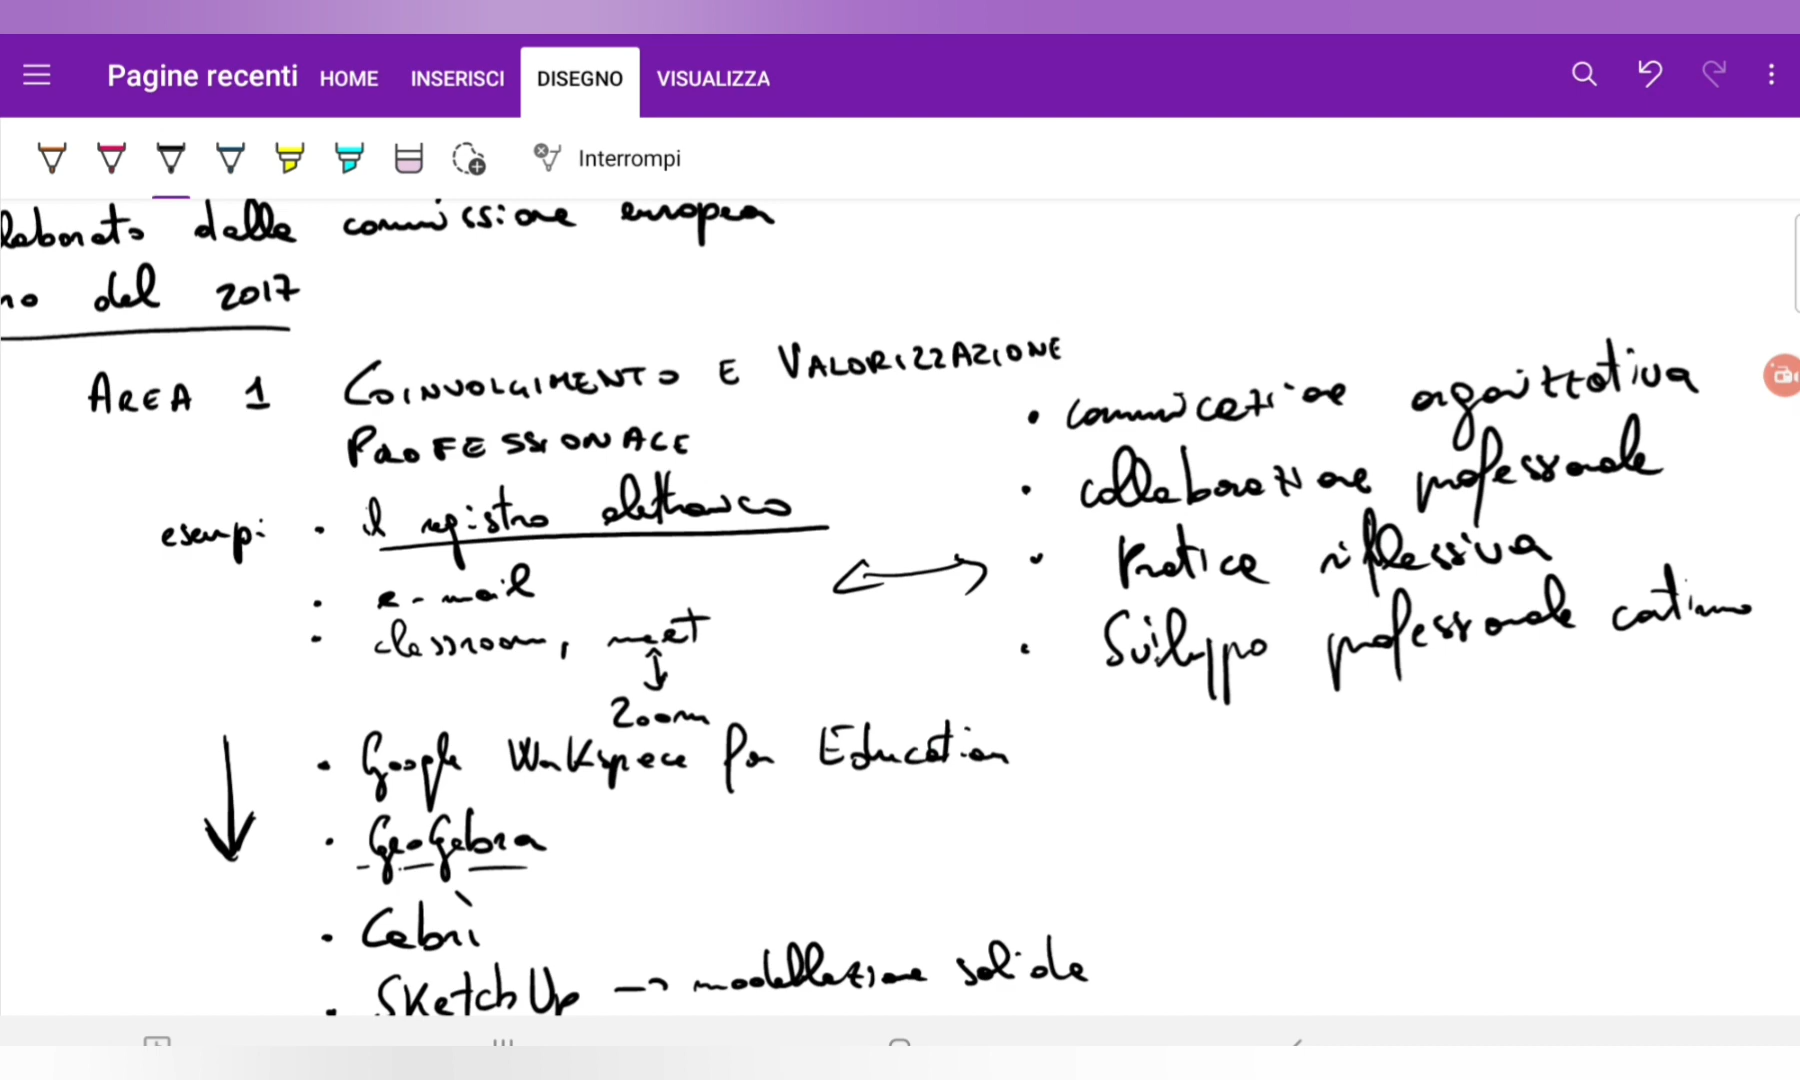 Pagine recenti HOME INSERISCI DISEGNO VISUALIZZA
Interrompi
laborato dalla commissione europea
no del 2017
AREA 1 COINVOLGIMENTO E VALORIZZAZIONE
PROFESSIONALE
esempi: • il registro elettronico
• e-mail
• classroom, meet
Zoom
• Google Workspace for Education
• GeoGebra
• Cabrì
• SketchUp → modellazione solida
• comunicazione organizzativa
• collaborazione professionale
• Pratica riflessiva
• Sviluppo professionale continuo